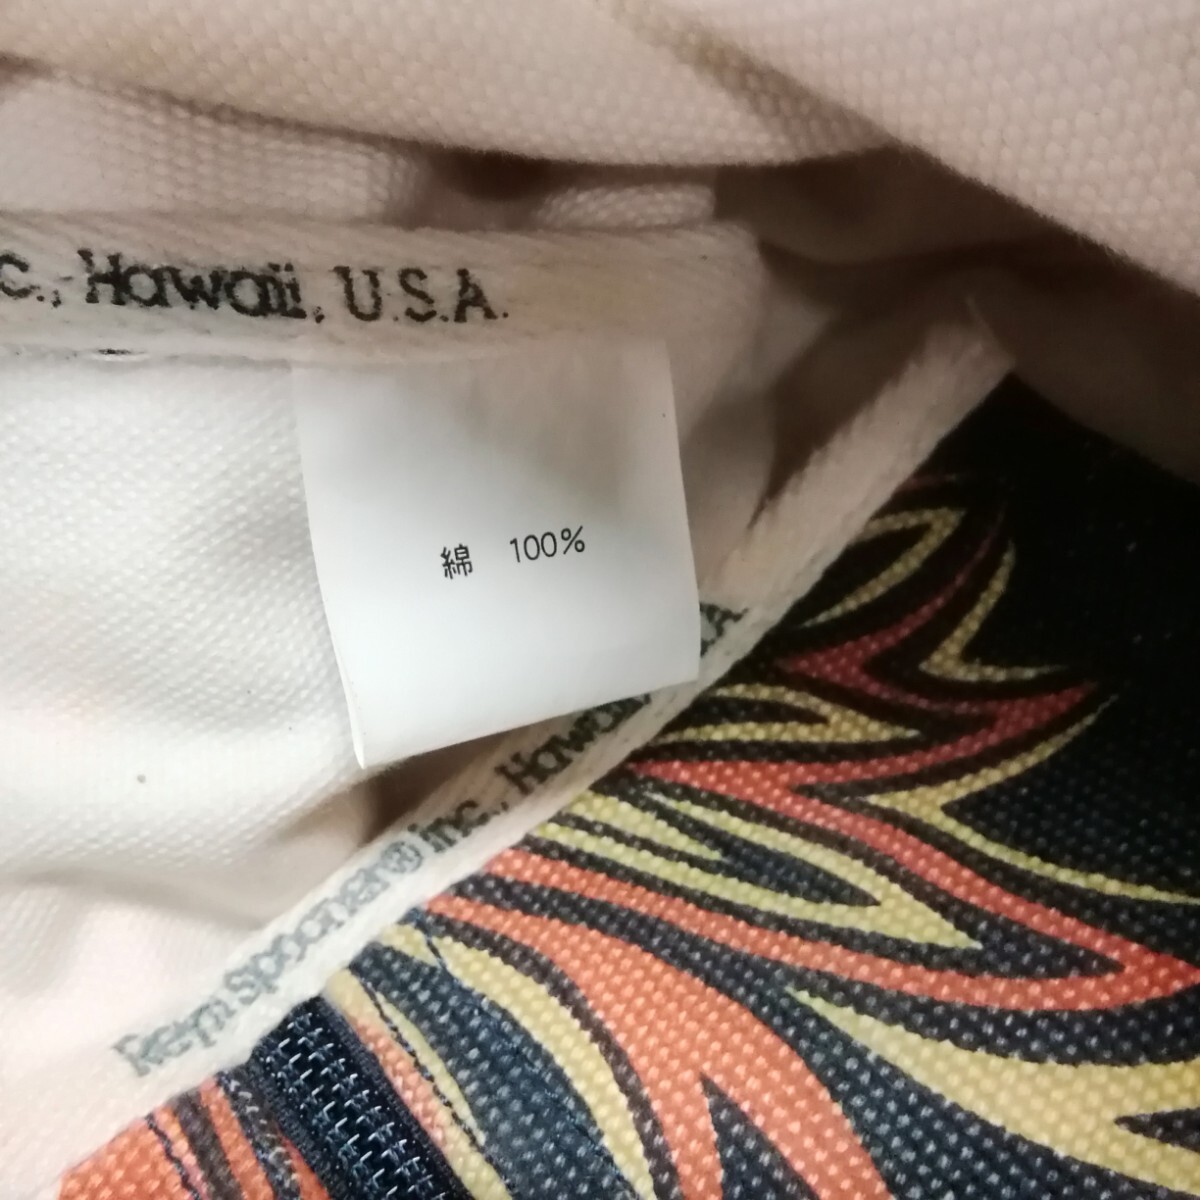 c., Hawaii, U.S.A.
綿 100%
Reyn Spooner® inc., Hawaii,